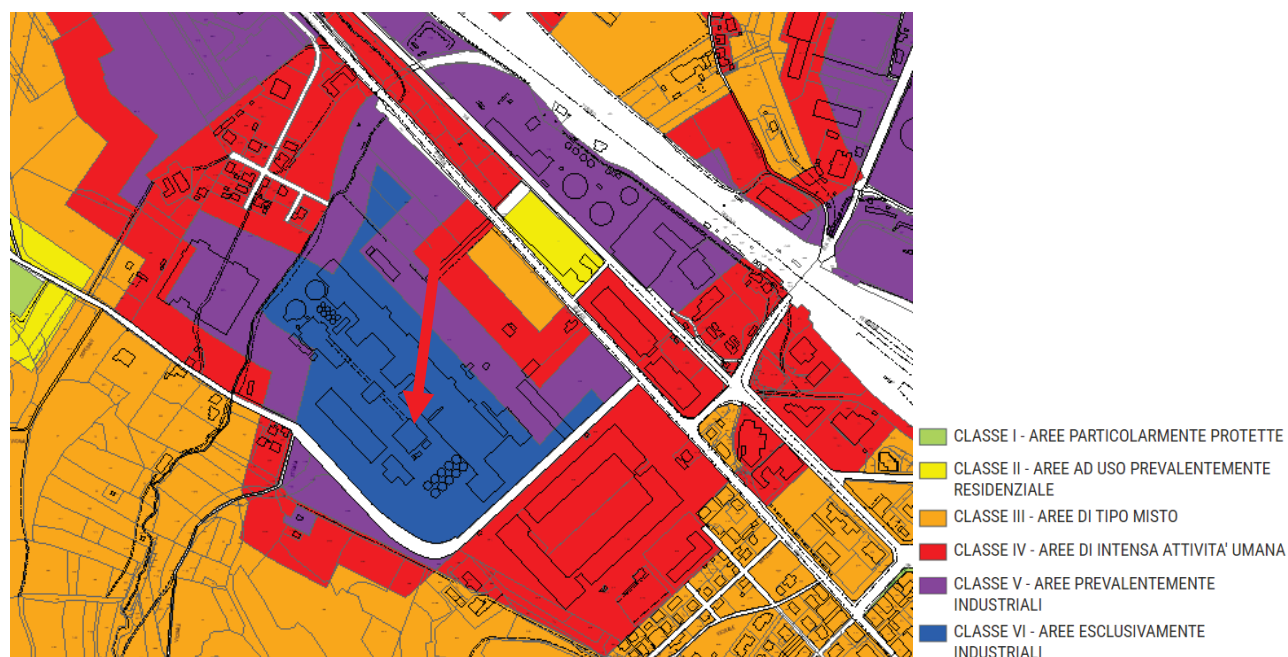 CLASSE I - AREE PARTICOLARMENTE PROTETTE
CLASSE II - AREE AD USO PREVALENTEMENTE
RESIDENZIALE
CLASSE III - AREE DI TIPO MISTO
CLASSE IV - AREE DI INTENSA ATTIVITA' UMANA
CLASSE V - AREE PREVALENTEMENTE
INDUSTRIALI
CLASSE VI - AREE ESCLUSIVAMENTE
INDUSTRIALI